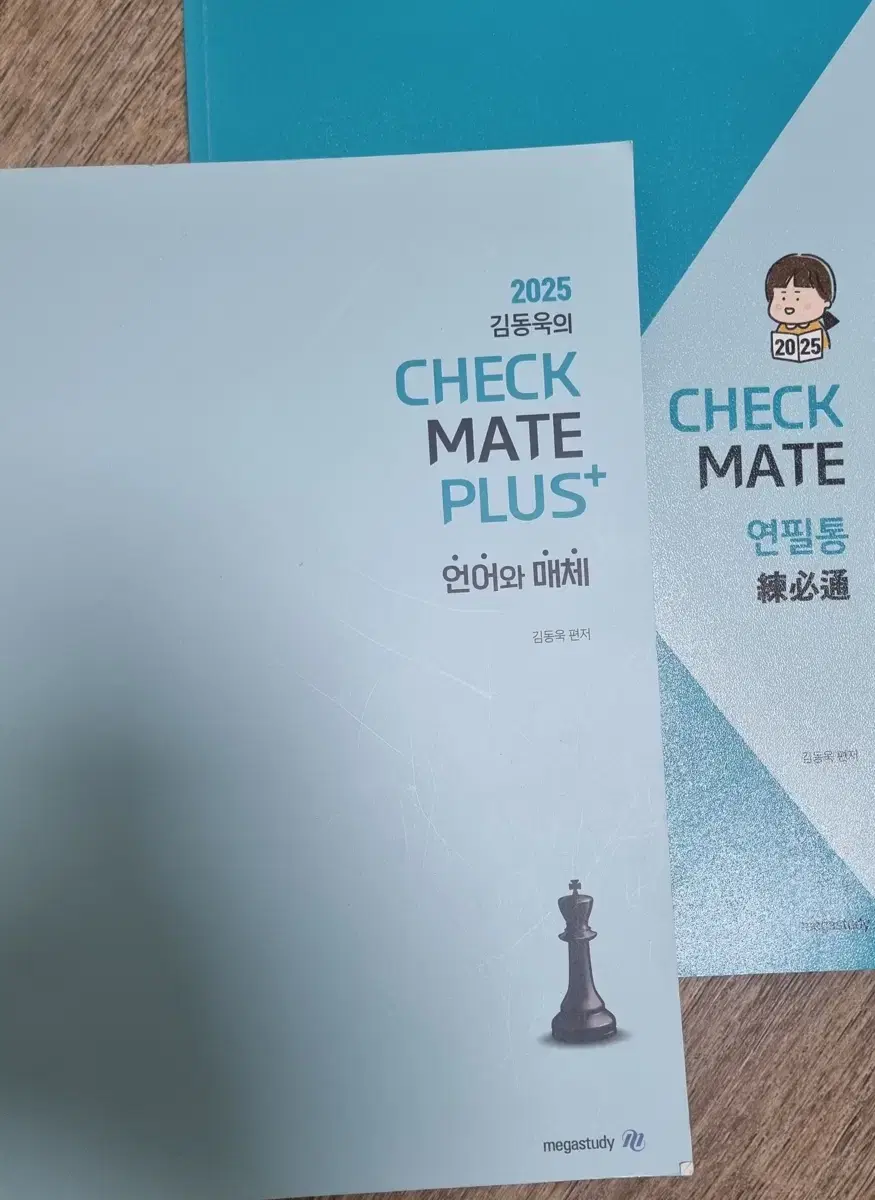 2025
김동욱의
CHECK
MATE
PLUS+
언어와 매체
김동욱 편저
megastudy
2025
CHECK
MATE
연필통
練必通
김동욱 편저
megastudy